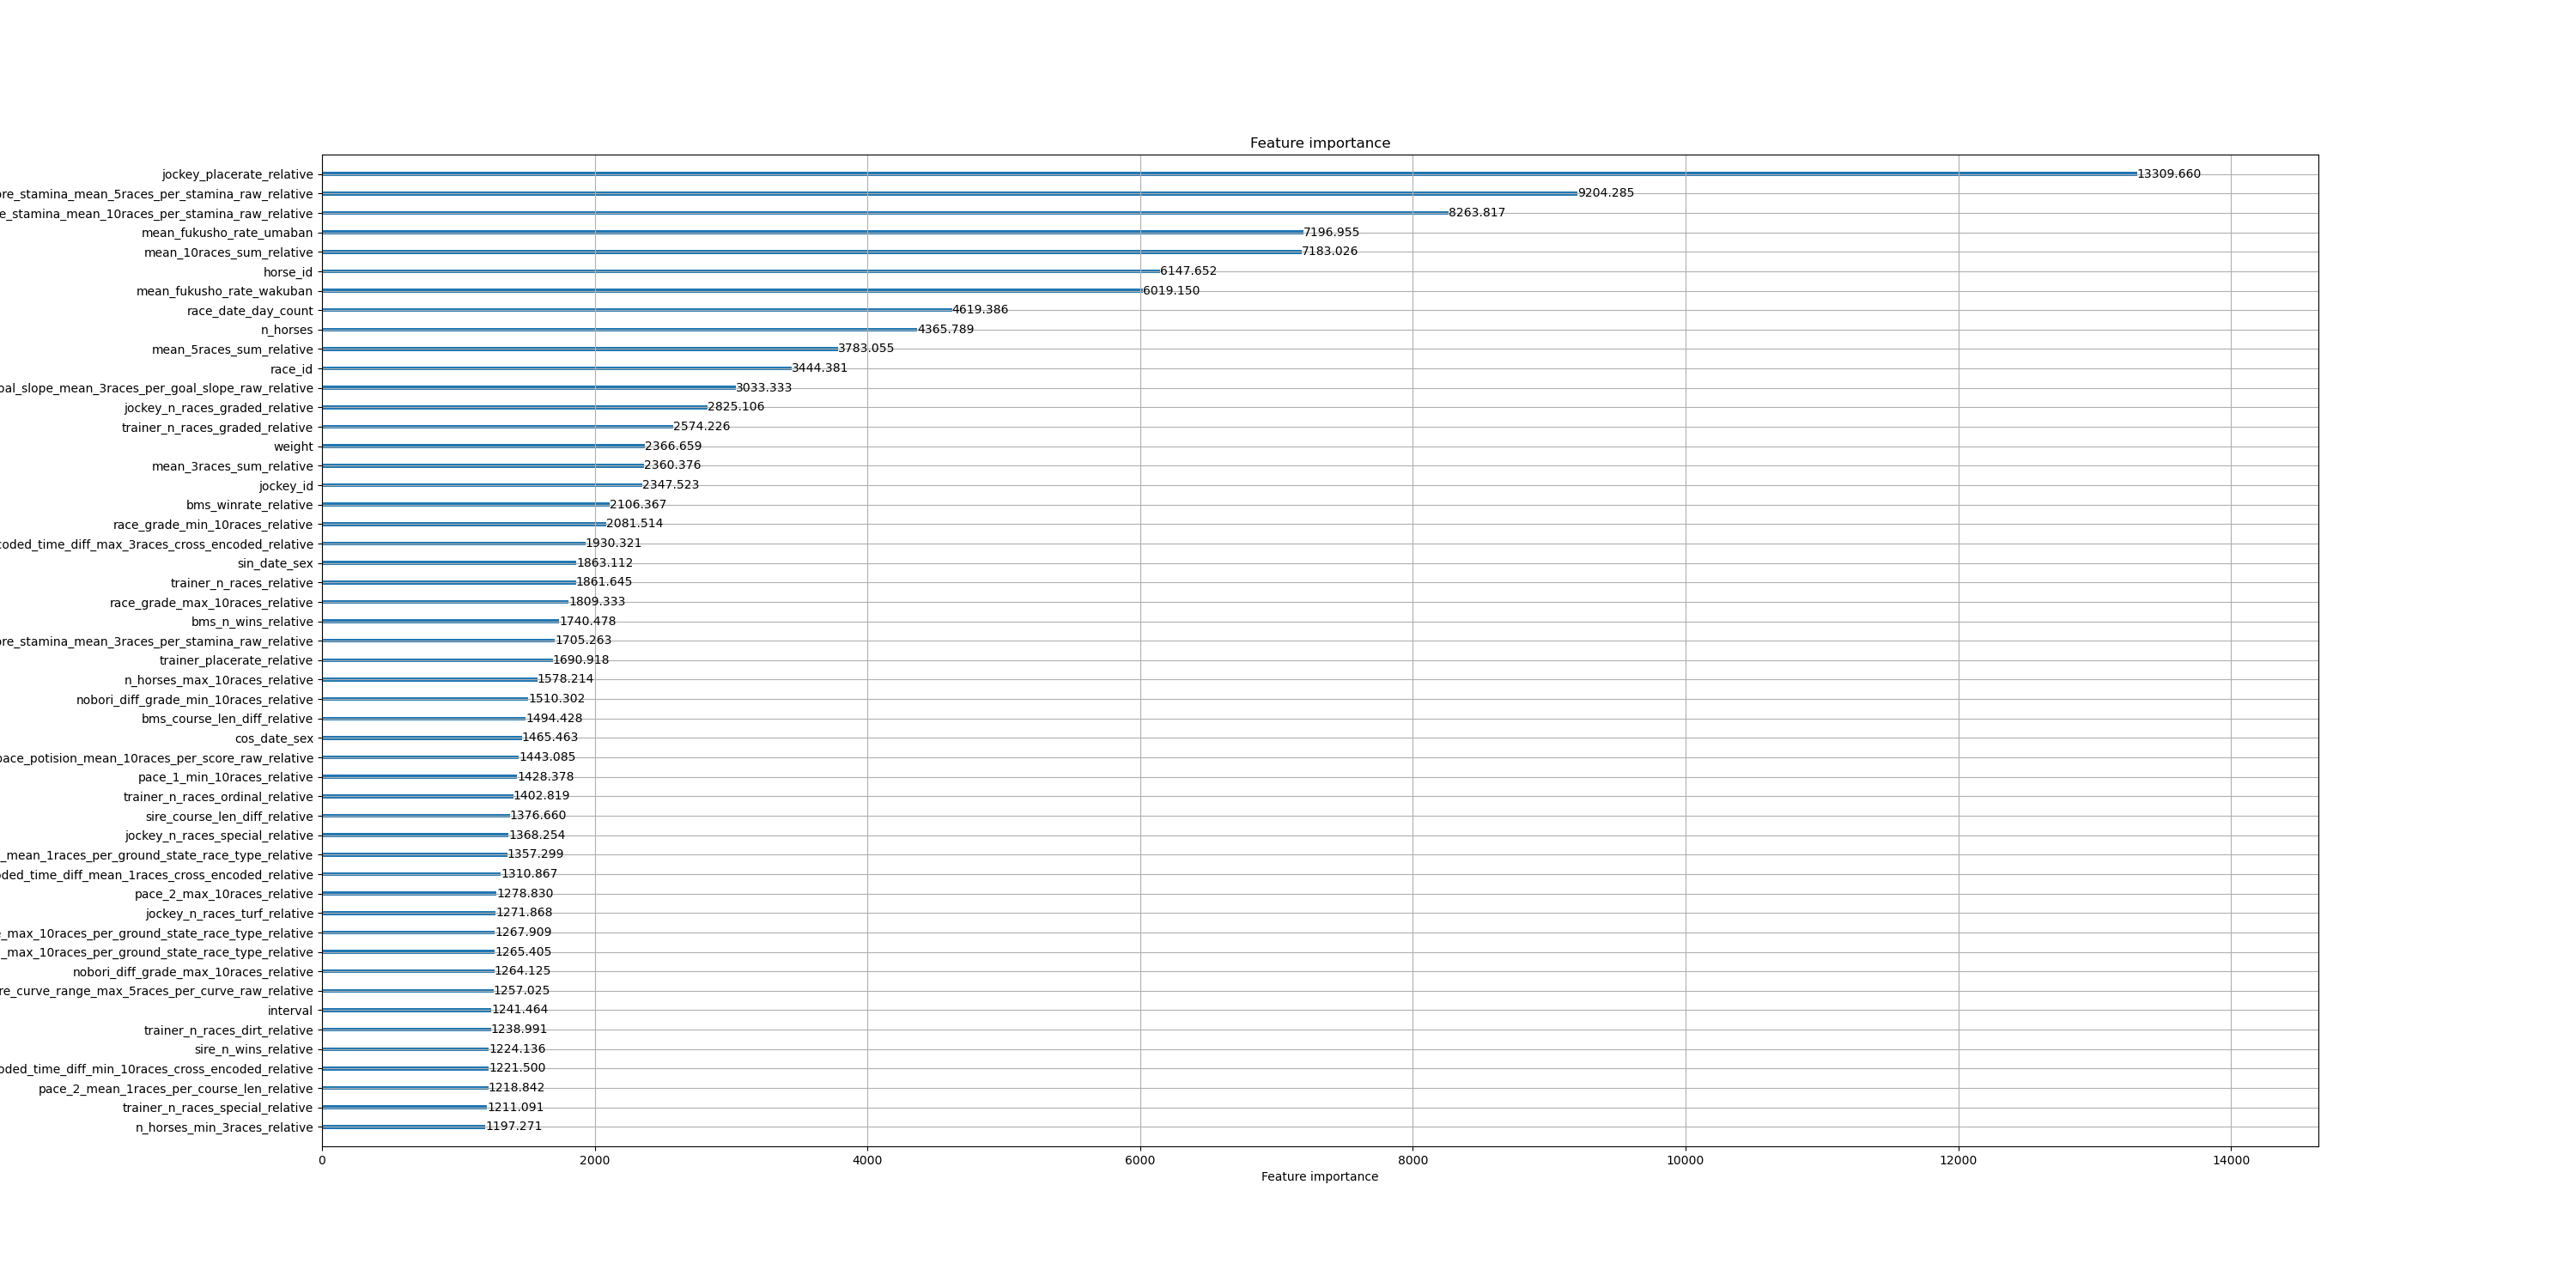 Feature importance
jockey_placerate_relative 13309.660
re_stamina_mean_5races_per_stamina_raw_relative 9204.285
e_stamina_mean_10races_per_stamina_raw_relative 8263.817
mean_fukusho_rate_umaban 7196.955
mean_10races_sum_relative 7183.026
horse_id 6147.652
mean_fukusho_rate_wakuban 6019.150
race_date_day_count 4619.386
n_horses 4365.789
mean_5races_sum_relative 3783.055
race_id 3444.381
oal_slope_mean_3races_per_goal_slope_raw_relative 3033.333
jockey_n_races_graded_relative 2825.106
trainer_n_races_graded_relative 2574.226
weight 2366.659
mean_3races_sum_relative 2360.376
jockey_id 2347.523
bms_winrate_relative 2106.367
race_grade_min_10races_relative 2081.514
coded_time_diff_max_3races_cross_encoded_relative 1930.321
sin_date_sex 1863.112
trainer_n_races_relative 1861.645
race_grade_max_10races_relative 1809.333
bms_n_wins_relative 1740.478
re_stamina_mean_3races_per_stamina_raw_relative 1705.263
trainer_placerate_relative 1690.918
n_horses_max_10races_relative 1578.214
nobori_diff_grade_min_10races_relative 1510.302
bms_course_len_diff_relative 1494.428
cos_date_sex 1465.463
pace_potision_mean_10races_per_score_raw_relative 1443.085
pace_1_min_10races_relative 1428.378
trainer_n_races_ordinal_relative 1402.819
sire_course_len_diff_relative 1376.660
jockey_n_races_special_relative 1368.254
_mean_1races_per_ground_state_race_type_relative 1357.299
ded_time_diff_mean_1races_cross_encoded_relative 1310.867
pace_2_max_10races_relative 1278.830
jockey_n_races_turf_relative 1271.868
_max_10races_per_ground_state_race_type_relative 1267.909
_max_10races_per_ground_state_race_type_relative 1265.405
nobori_diff_grade_max_10races_relative 1264.125
re_curve_range_max_5races_per_curve_raw_relative 1257.025
interval 1241.464
trainer_n_races_dirt_relative 1238.991
sire_n_wins_relative 1224.136
oded_time_diff_min_10races_cross_encoded_relative 1221.500
pace_2_mean_1races_per_course_len_relative 1218.842
trainer_n_races_special_relative 1211.091
n_horses_min_3races_relative 1197.271
0 2000 4000 6000 8000 10000 12000 14000
Feature importance